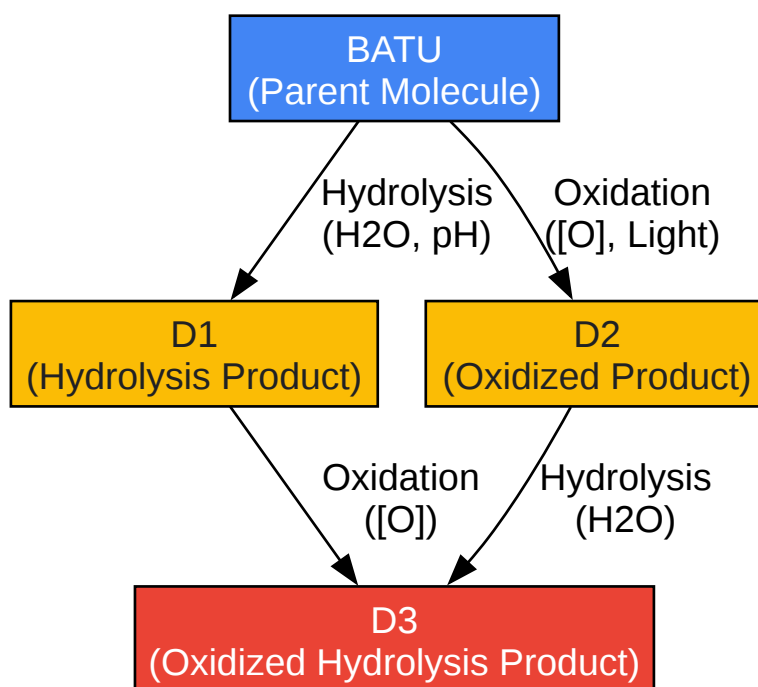 BATU
(Parent Molecule)
Hydrolysis
(H2O, pH)
Oxidation
([O], Light)
D1
(Hydrolysis Product)
D2
(Oxidized Product)
Oxidation
([O])
Hydrolysis
(H2O)
D3
(Oxidized Hydrolysis Product)